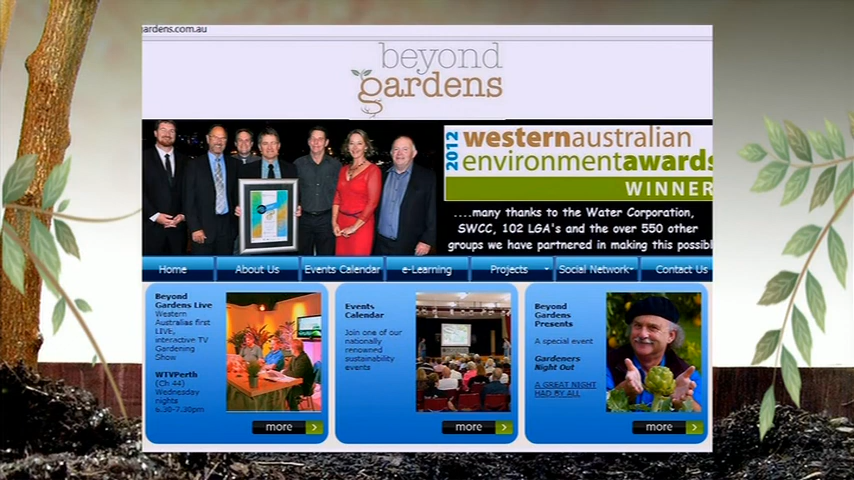 ardens.com.au
beyond
gardens
2012 westernaustralian
environmentawards
WINNER
....many thanks to the Water Corporation,
SWCC, 102 LGA's and the over 550 other
groups we have partnered in making this possibl
Home About Us Events Calendar e-Learning Projects Social Network Contact Us
Beyond
Gardens Live
Western
Australias first
LIVE,
interactive TV
Gardening
Show
WTVPerth
(Ch 44)
Wednesday
nights
6.30-7.30pm
more >
Events
Calendar
Join one of our
nationally
renowned
sustainability
events
more >
Beyond
Gardens
Presents
A special event
Gardeners
Night Out
A GREAT NIGHT
HAD BY ALL
more >